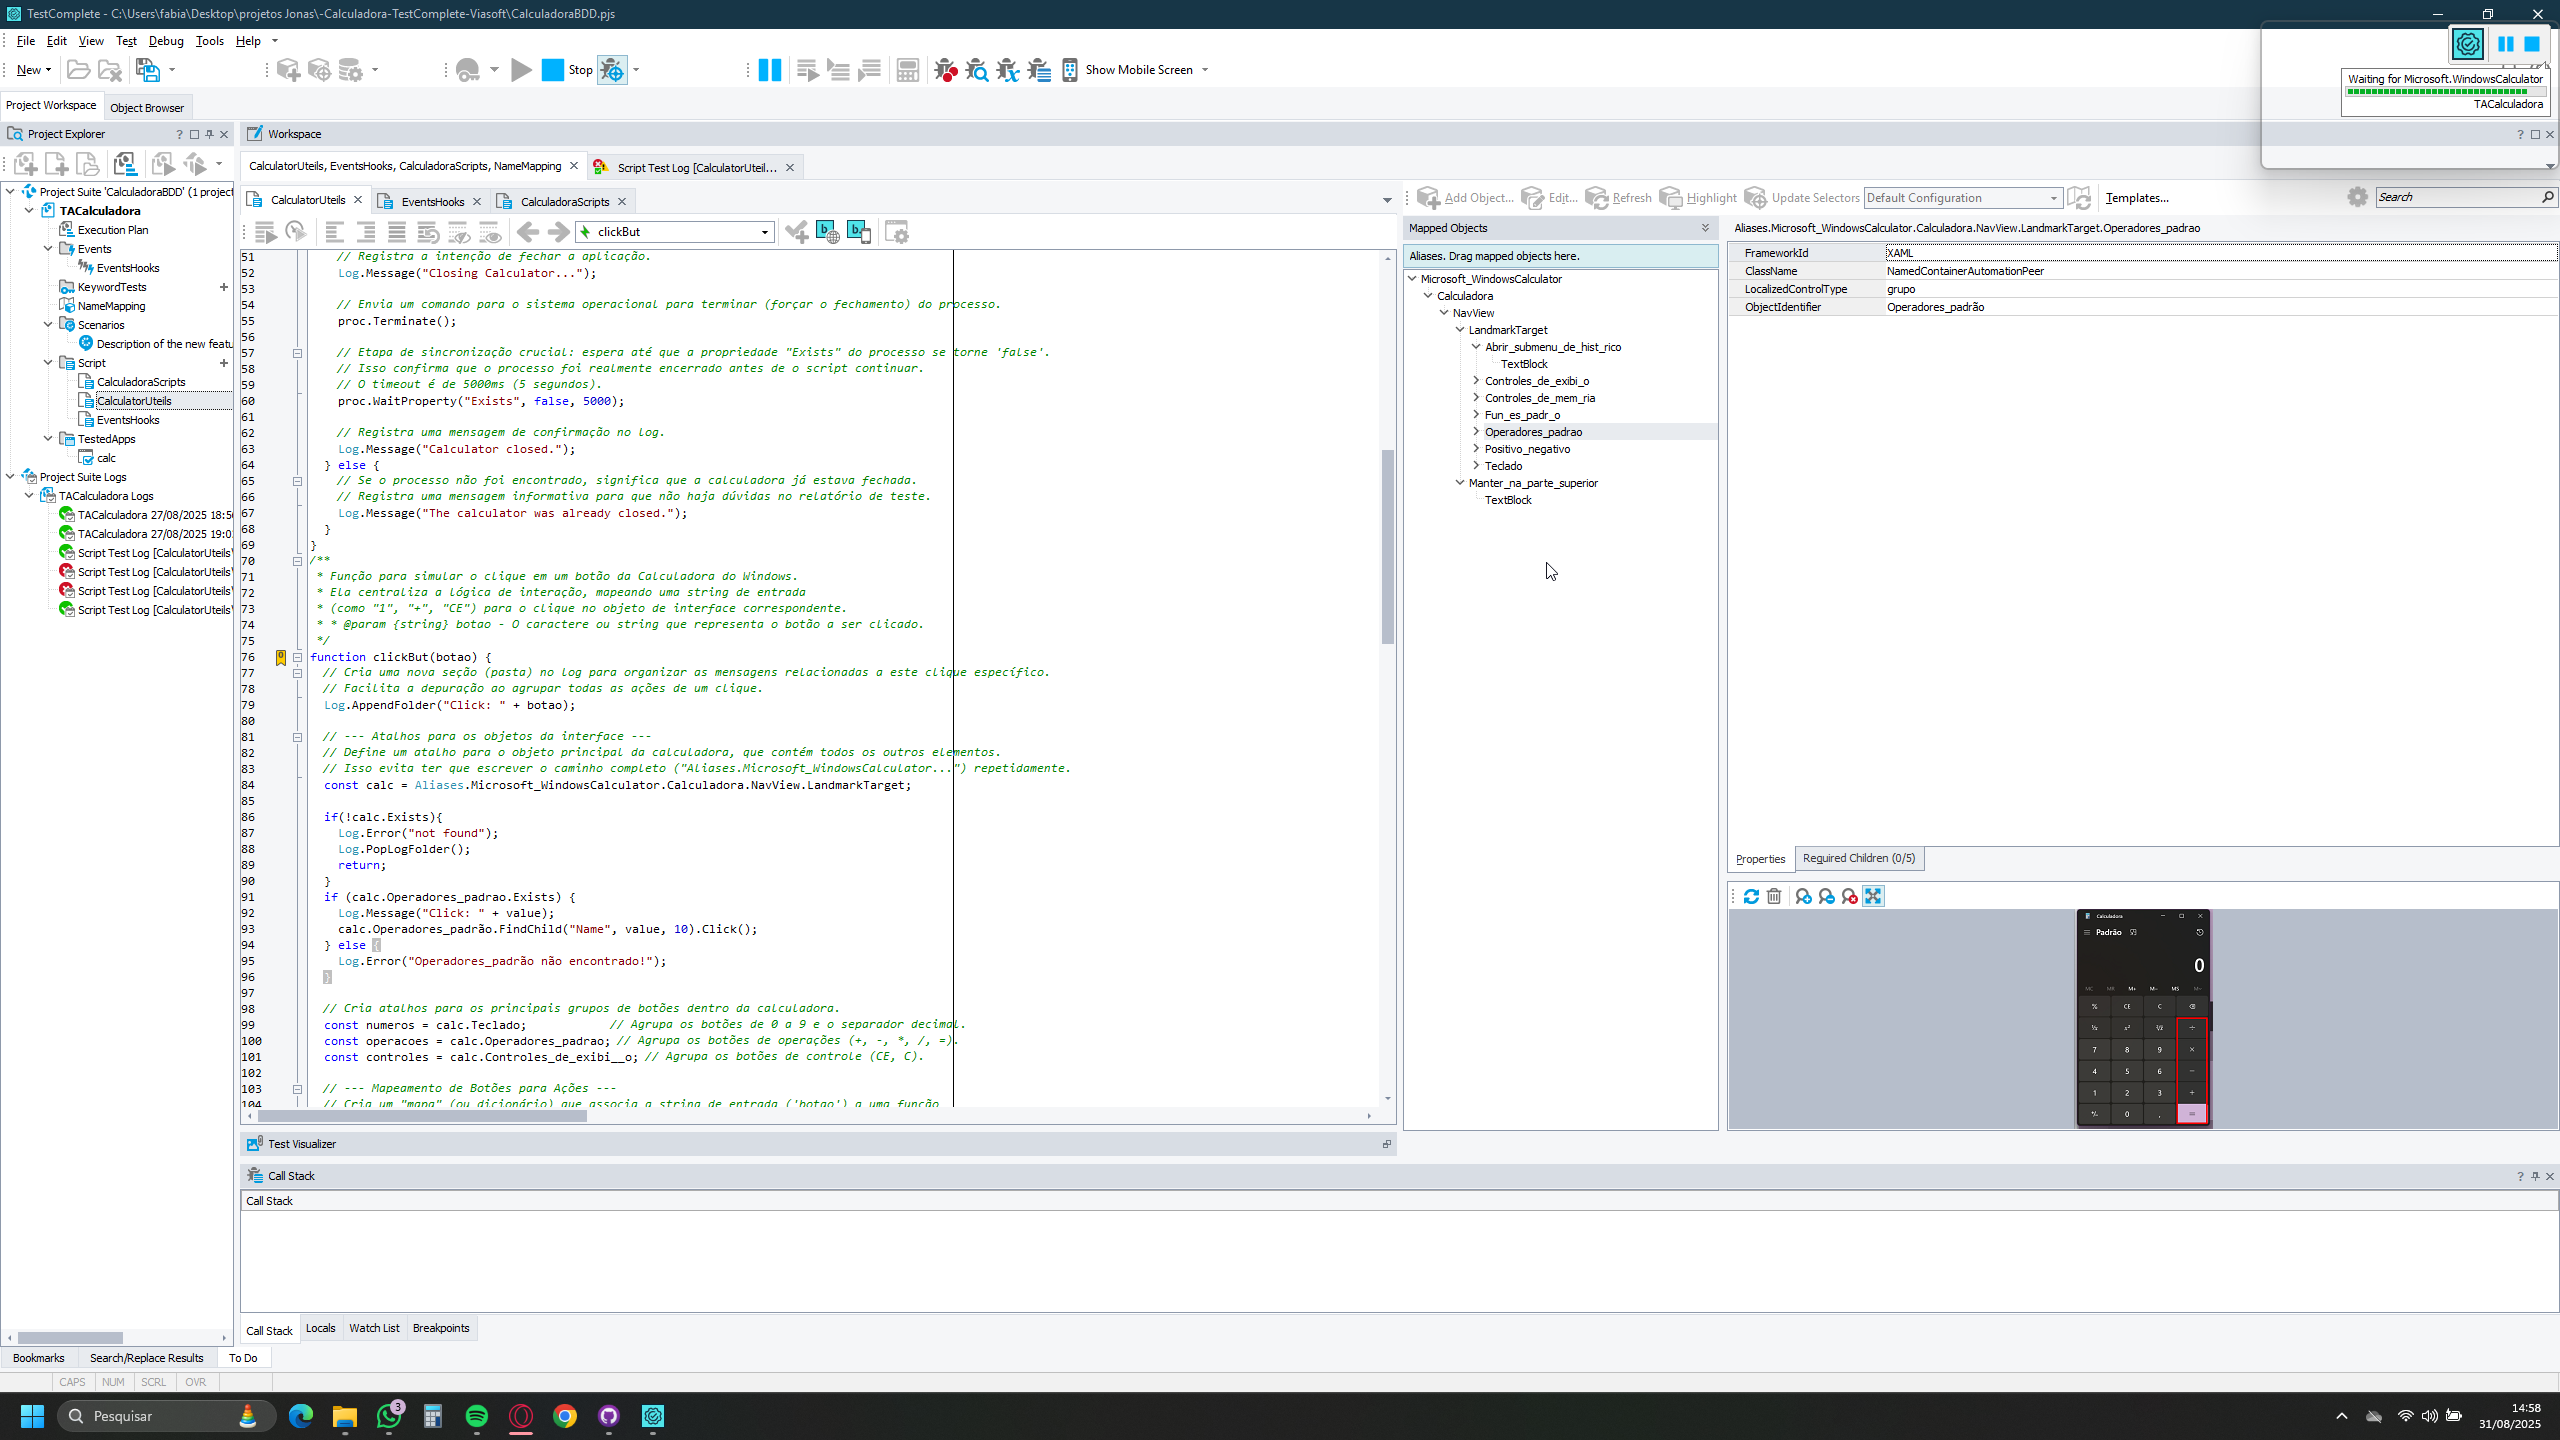 TestComplete - C:\Users\fabia\Desktop\projetos Jonas\-Calculadora-TestComplete-Viasoft\CalculadoraBDD.pjs
File Edit View Test Debug Tools Help
New Stop Show Mobile Screen
Waiting for Microsoft.WindowsCalculator
TACalculadora
Project Workspace Object Browser
Project Explorer
Project Suite 'CalculadoraBDD' (1 project
TACalculadora
Execution Plan
Events
EventsHooks
KeywordTests
NameMapping
Scenarios
Description of the new featu
Script
CalculadoraScripts
CalculatorUteils
EventsHooks
TestedApps
calc
Project Suite Logs
TACalculadora Logs
TACalculadora 27/08/2025 18:56
TACalculadora 27/08/2025 19:0
Script Test Log [CalculatorUteils\
Script Test Log [CalculatorUteils\
Script Test Log [CalculatorUteils\
Script Test Log [CalculatorUteils\
Workspace
CalculatorUteils, EventsHooks, CalculadoraScripts, NameMapping
Script Test Log [CalculatorUteil...
CalculatorUteils EventsHooks CalculadoraScripts
clickBut
51 // Registra a intenção de fechar a aplicação.
52 Log.Message("Closing Calculator...");
53
54 // Envia um comando para o sistema operacional para terminar (forçar o fechamento) do processo.
55 proc.Terminate();
56
57 // Etapa de sincronização crucial: espera até que a propriedade "Exists" do processo se torne 'false'.
58 // Isso confirma que o processo foi realmente encerrado antes de o script continuar.
59 // O timeout é de 5000ms (5 segundos).
60 proc.WaitProperty("Exists", false, 5000);
61
62 // Registra uma mensagem de confirmação no log.
63 Log.Message("Calculator closed.");
64 } else {
65 // Se o processo não foi encontrado, significa que a calculadora já estava fechada.
66 // Registra uma mensagem informativa para que não haja dúvidas no relatório de teste.
67 Log.Message("The calculator was already closed.");
68 }
69 }
70 /**
71 * Função para simular o clique em um botão da Calculadora do Windows.
72 * Ela centraliza a lógica de interação, mapeando uma string de entrada
73 * (como "1", "+", "CE") para o clique no objeto de interface correspondente.
74 * * @param {string} botao - O caractere ou string que representa o botão a ser clicado.
75 */
76 function clickBut(botao) {
77 // Cria uma nova seção (pasta) no log para organizar as mensagens relacionadas a este clique específico.
78 // Facilita a depuração ao agrupar todas as ações de um clique.
79 Log.AppendFolder("Click: " + botao);
80
81 // --- Atalhos para os objetos da interface ---
82 // Define um atalho para o objeto principal da calculadora, que contém todos os outros elementos.
83 // Isso evita ter que escrever o caminho completo ("Aliases.Microsoft_WindowsCalculator...") repetidamente.
84 const calc = Aliases.Microsoft_WindowsCalculator.Calculadora.NavView.LandmarkTarget;
85
86 if(!calc.Exists){
87 Log.Error("not found");
88 Log.PopLogFolder();
89 return;
90 }
91 if (calc.Operadores_padrao.Exists) {
92 Log.Message("Click: " + value);
93 calc.Operadores_padrão.FindChild("Name", value, 10).Click();
94 } else {
95 Log.Error("Operadores_padrão não encontrado!");
96 }
97
98 // Cria atalhos para os principais grupos de botões dentro da calculadora.
99 const numeros = calc.Teclado; // Agrupa os botões de 0 a 9 e o separador decimal.
100 const operacoes = calc.Operadores_padrao; // Agrupa os botões de operações (+, -, *, /, =).
101 const controles = calc.Controles_de_exibi__o; // Agrupa os botões de controle (CE, C).
102
103 // --- Mapeamento de Botões para Ações ---
104 // Cria um "mapa" (ou dicionário) que associa a string de entrada ('botao') a uma função
Add Object... Edit... Refresh Highlight Update Selectors Default Configuration Templates... Search
Mapped Objects
Aliases. Drag mapped objects here.
Microsoft_WindowsCalculator
Calculadora
NavView
LandmarkTarget
Abrir_submenu_de_hist_rico
TextBlock
Controles_de_exibi_o
Controles_de_mem_ria
Fun_es_padr_o
Operadores_padrao
Positivo_negativo
Teclado
Manter_na_parte_superior
TextBlock
Aliases.Microsoft_WindowsCalculator.Calculadora.NavView.LandmarkTarget.Operadores_padrao
FrameworkId XAML
ClassName NamedContainerAutomationPeer
LocalizedControlType grupo
ObjectIdentifier Operadores_padrão
Properties Required Children (0/5)
Calculadora
Padrão
0
MC MR M+ M- MS M
% CE C
7 8 9 ×
4 5 6 −
1 2 3 +
+/- 0 , =
Test Visualizer
Call Stack
Call Stack
Call Stack Locals Watch List Breakpoints
Bookmarks Search/Replace Results To Do
CAPS NUM SCRL OVR
Pesquisar
3
14:58
31/08/2025